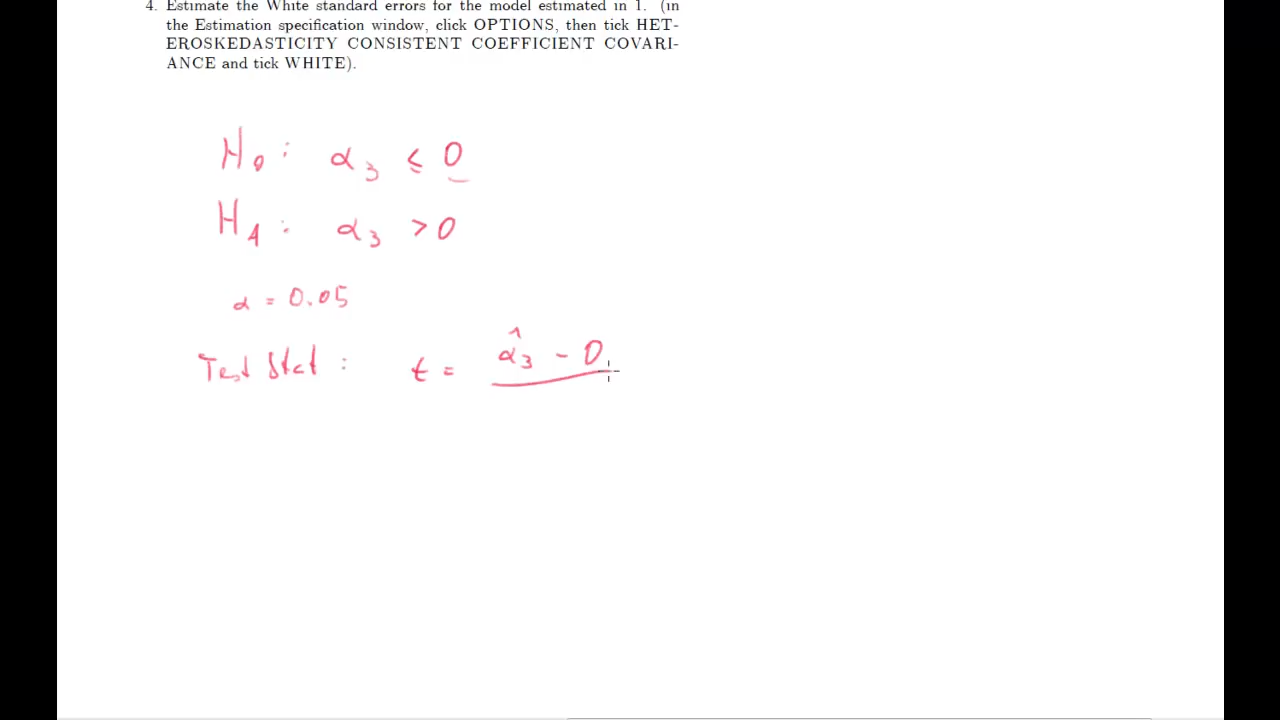 4. Estimate the White standard errors for the model estimated in 1. (in
the Estimation specification window, click OPTIONS, then tick HET-
EROSKEDASTICITY CONSISTENT COEFFICIENT COVARI-
ANCE and tick WHITE).
H₀ : α₃ ≤ 0
H_A : α₃ > 0
α = 0.05
Test Stat : t = α̂₃ - 0